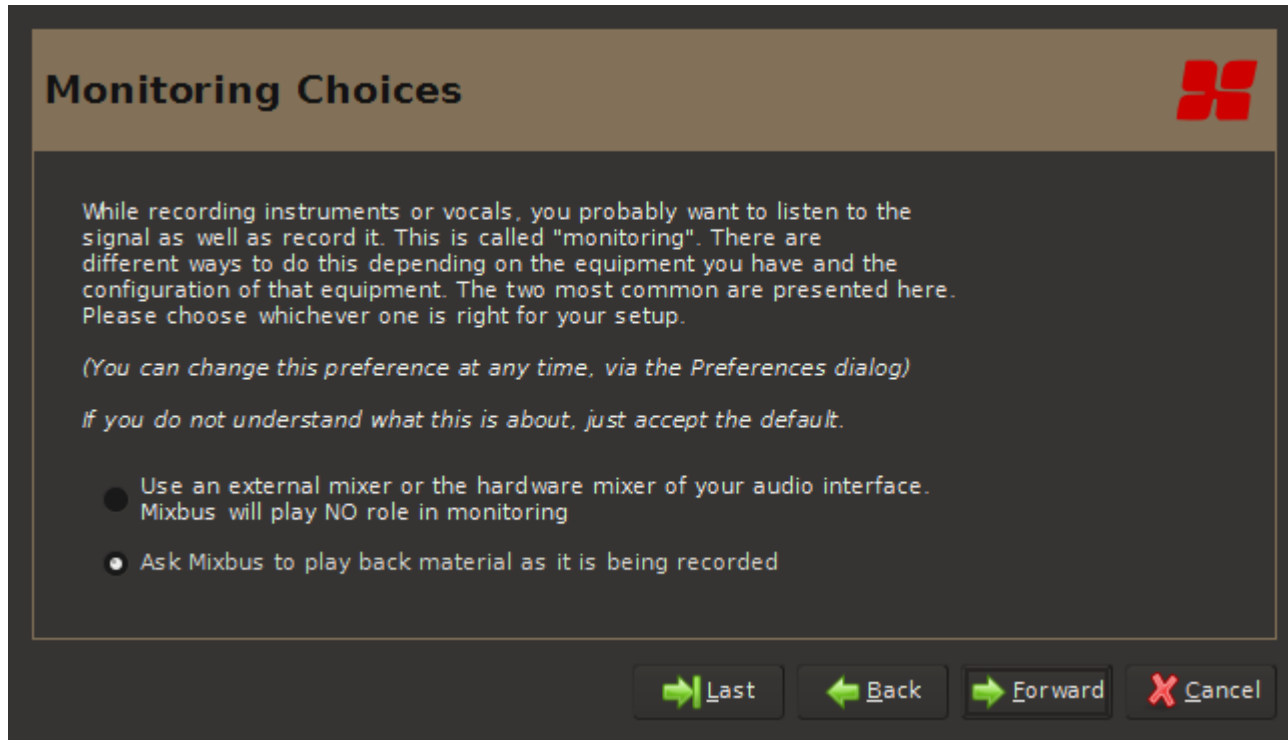 Monitoring Choices
While recording instruments or vocals, you probably want to listen to the
signal as well as record it. This is called "monitoring". There are
different ways to do this depending on the equipment you have and the
configuration of that equipment. The two most common are presented here.
Please choose whichever one is right for your setup.
(You can change this preference at any time, via the Preferences dialog)
If you do not understand what this is about, just accept the default.
Use an external mixer or the hardware mixer of your audio interface.
Mixbus will play NO role in monitoring
Ask Mixbus to play back material as it is being recorded
Last Back Forward Cancel